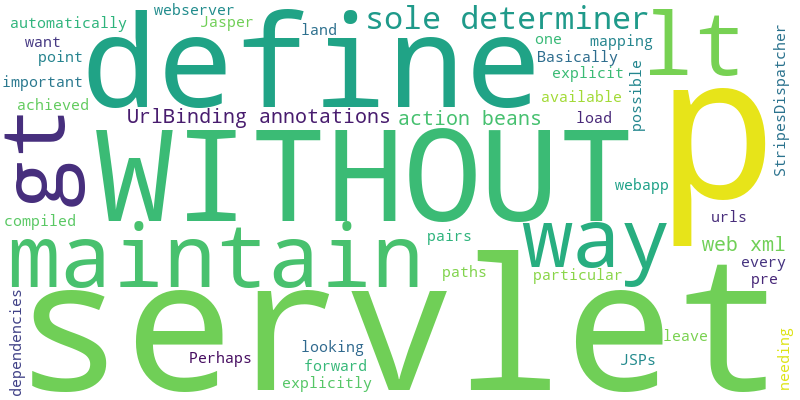 webserver
automatically
Jasper
sole determiner
lt
want
define
land
one
mapping
point
Basically
explicit
important
StripesDispatcher
possible
available
achieved
UrlBinding annotations
action beans
load
p
gt
WITHOUT
webapp
compiled
urls
maintain
pairs
way
web xml
every
paths
particular
pre
servlet
dependencies
Perhaps
looking
forward
explicitly
JSPs
leave
needing